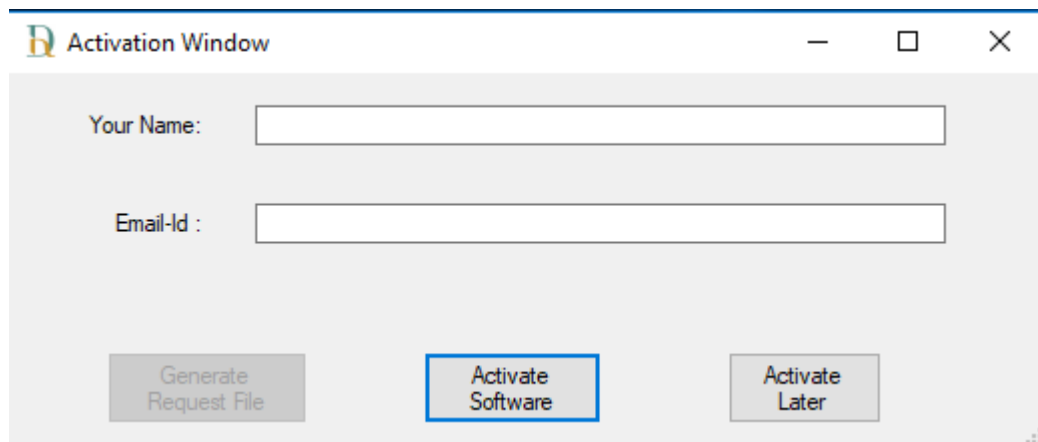 Activation Window
Your Name:
Email-Id :
Generate
Request File
Activate
Software
Activate
Later